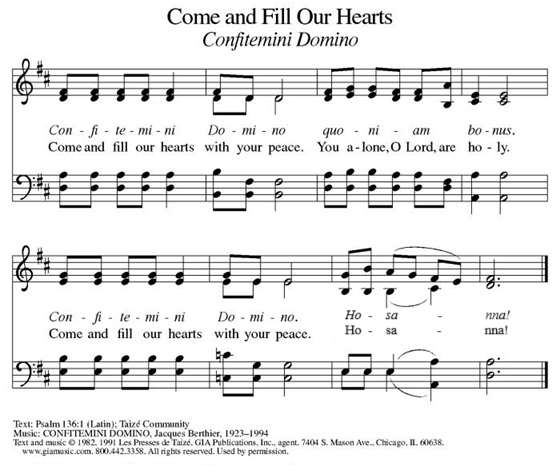 Come and Fill Our Hearts
Confitemini Domino
Con - fi - te - mi - ni Do - mi - no quo - ni - am bo - nus.
Come and fill our hearts with your peace. You a - lone, O Lord, are ho - ly.
Con - fi - te - mi - ni Do - mi - no. Ho - sa - nna!
Come and fill our hearts with your peace. Ho - sa - nna!
Text: Psalm 136:1 (Latin); Taizé Community
Music: CONFITEMINI DOMINO, Jacques Berthier, 1923–1994
Text and music © 1982, 1991 Les Presses de Taizé, GIA Publications, Inc., agent. 7404 S. Mason Ave., Chicago, IL 60638.
www.giamusic.com. 800.442.3358. All rights reserved. Used by permission.